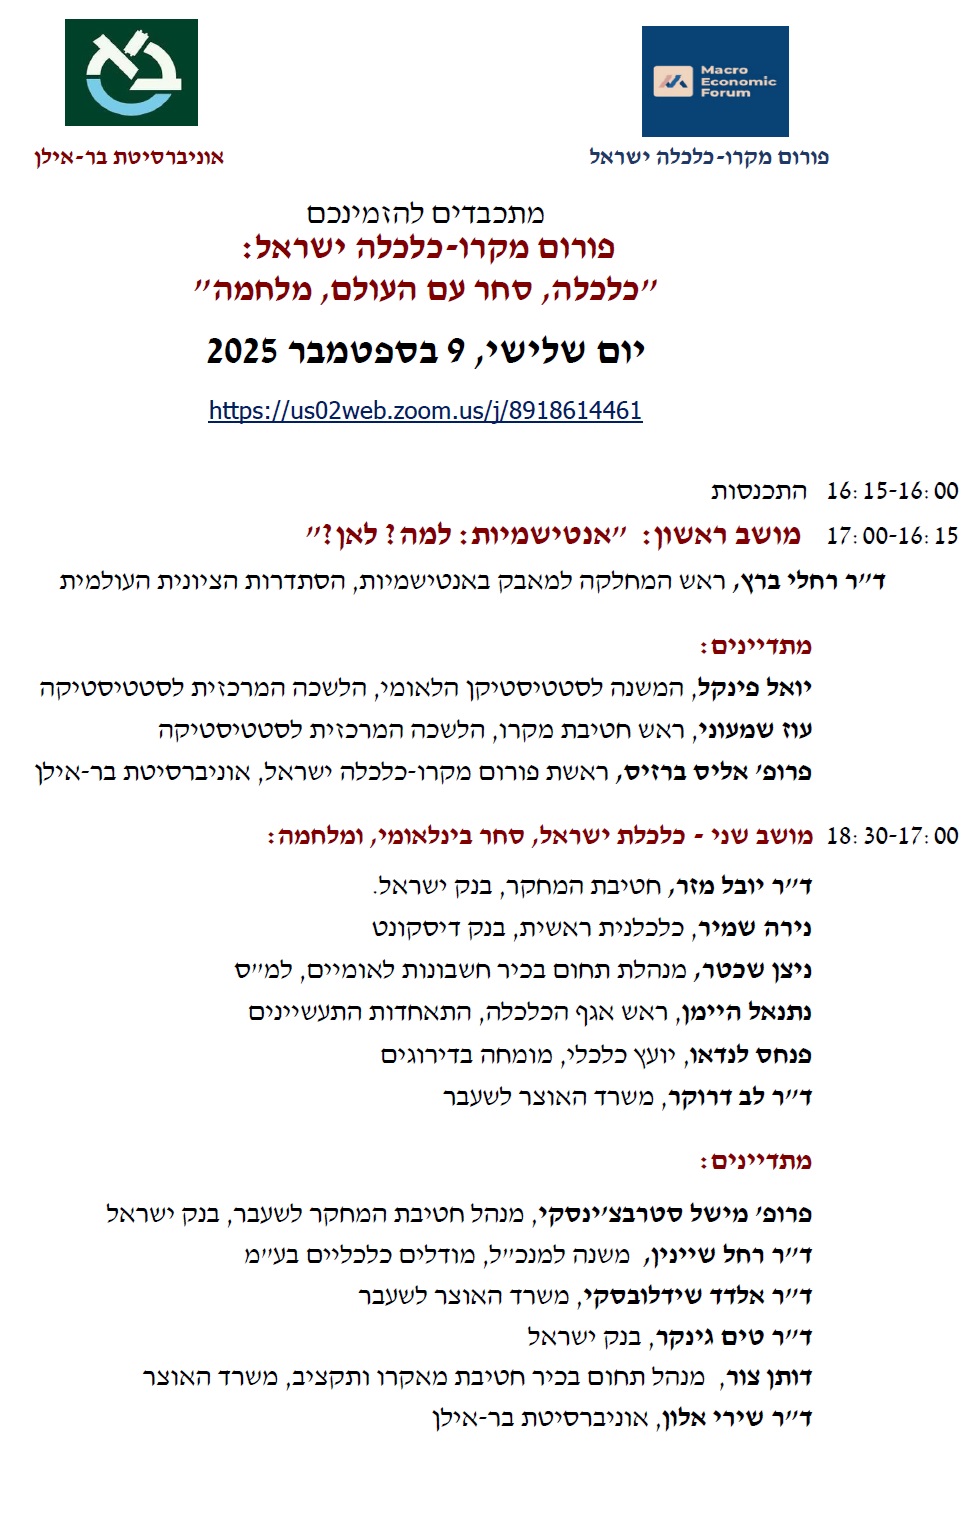 Macro
Economic
Forum
פורום מקרו-כלכלה ישראל
אוניברסיטת בר-אילן
מתכבדים להזמינכם
פורום מקרו-כלכלה ישראל:
"כלכלה, סחר עם העולם, מלחמה"
יום שלישי, 9 בספטמבר 2025
https://us02web.zoom.us/j/8918614461
16:15-16:00 התכנסות
17:00-16:15 מושב ראשון: "אנטישמיות: למה? לאן?"
ד"ר רחלי ברץ, ראש המחלקה למאבק באנטישמיות, הסתדרות הציונית העולמית
מתדיינים:
יואל פינקל, המשנה לסטטיסטיקן הלאומי, הלשכה המרכזית לסטטיסטיקה
עוז שמעוני, ראש חטיבת מקרו, הלשכה המרכזית לסטטיסטיקה
פרופ' אליס ברזיס, ראשת פורום מקרו-כלכלה ישראל, אוניברסיטת בר-אילן
18:30-17:00 מושב שני - כלכלת ישראל, סחר בינלאומי, ומלחמה:
ד"ר יובל מזר, חטיבת המחקר, בנק ישראל.
נירה שמיר, כלכלנית ראשית, בנק דיסקונט
ניצן שכטר, מנהלת תחום בכיר חשבונות לאומיים, למ"ס
נתנאל היימן, ראש אגף הכלכלה, התאחדות התעשיינים
פנחס לנדאו, יועץ כלכלי, מומחה בדירוגים
ד"ר לב דרוקר, משרד האוצר לשעבר
מתדיינים:
פרופ' מישל סטרבצ'ינסקי, מנהל חטיבת המחקר לשעבר, בנק ישראל
ד"ר רחל שיינין, משנה למנכ"ל, מודלים כלכליים בע"מ
ד"ר אלדד שידלובסקי, משרד האוצר לשעבר
ד"ר טים גינקר, בנק ישראל
דותן צור, מנהל תחום בכיר חטיבת מאקרו ותקציב, משרד האוצר
ד"ר שירי אלון, אוניברסיטת בר-אילן